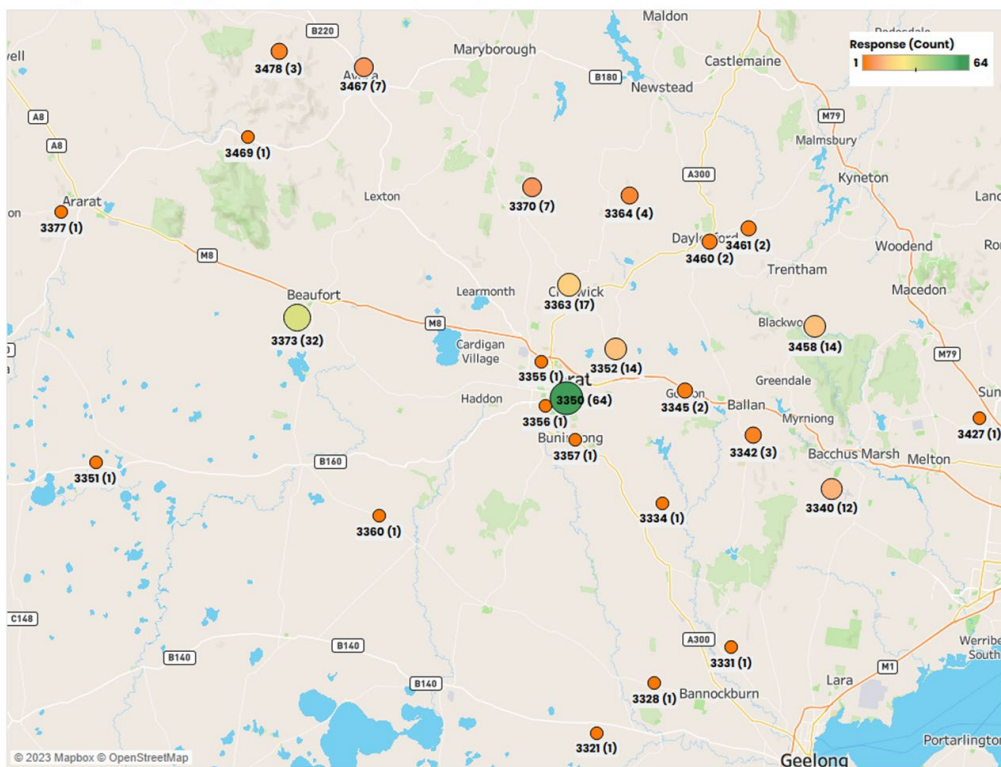 Maldon
B220
Response (Count)
1
64
3478 (3)
Maryborough
Castlemaine
3467 (7)
B180
Newstead
A8
M79
A8
Malmsbury
3469 (1)
A300
Kyneton
Lexton
3370 (7)
3364 (4)
Ararat
3377 (1)
3461 (2)
3460 (2)
Woodend
M8
Trentham
Learmonth
Macedon
Beaufort
3363 (17)
3373 (32)
M8
3458 (14)
Cardigan
Village
3352 (14)
M79
3355 (1)
Greendale
Haddon
3350 (64)
3345 (2)
Ballan
3356 (1)
Myrniong
3427 (1)
3357 (1)
3342 (3)
Bacchus Marsh
Melton
B160
3351 (1)
3340 (12)
3334 (1)
3360 (1)
C148
B140
A300
B140
3331 (1)
South
M1
B140
3328 (1)
Lara
Bannockburn
3321 (1)
Portarlington
Geelong
© 2023 Mapbox © OpenStreetMap